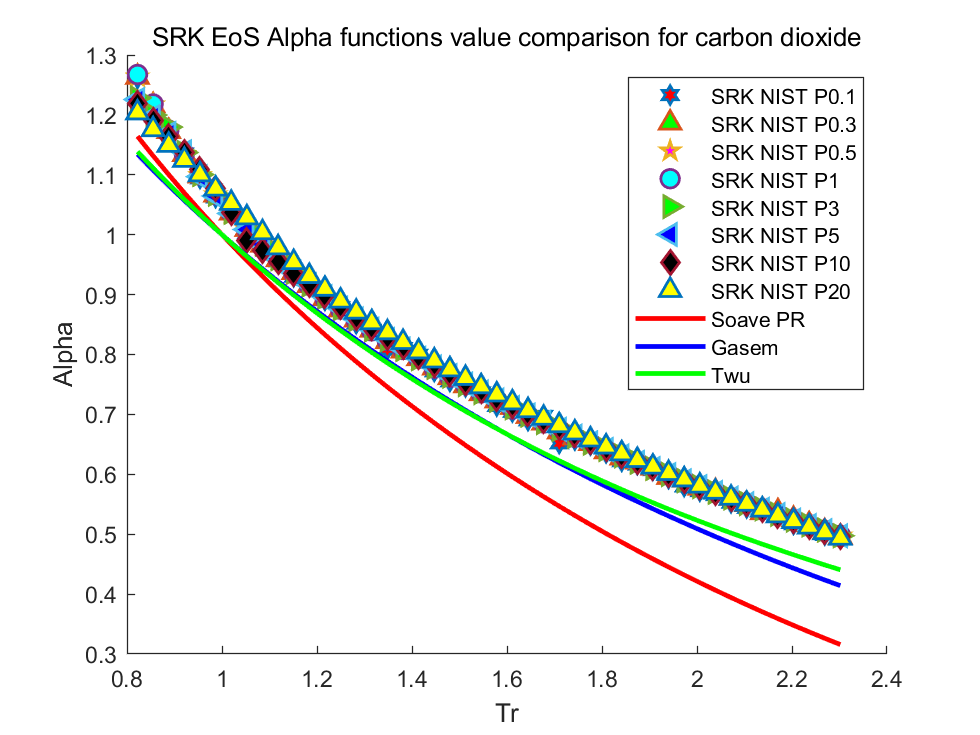 SRK EoS Alpha functions value comparison for carbon dioxide
1.3
1.2
1.1
1
0.9
0.8
0.7
0.6
0.5
0.4
0.3
Alpha
SRK NIST P0.1
SRK NIST P0.3
SRK NIST P0.5
SRK NIST P1
SRK NIST P3
SRK NIST P5
SRK NIST P10
SRK NIST P20
Soave PR
Gasem
Twu
0.8 1 1.2 1.4 1.6 1.8 2 2.2 2.4
Tr